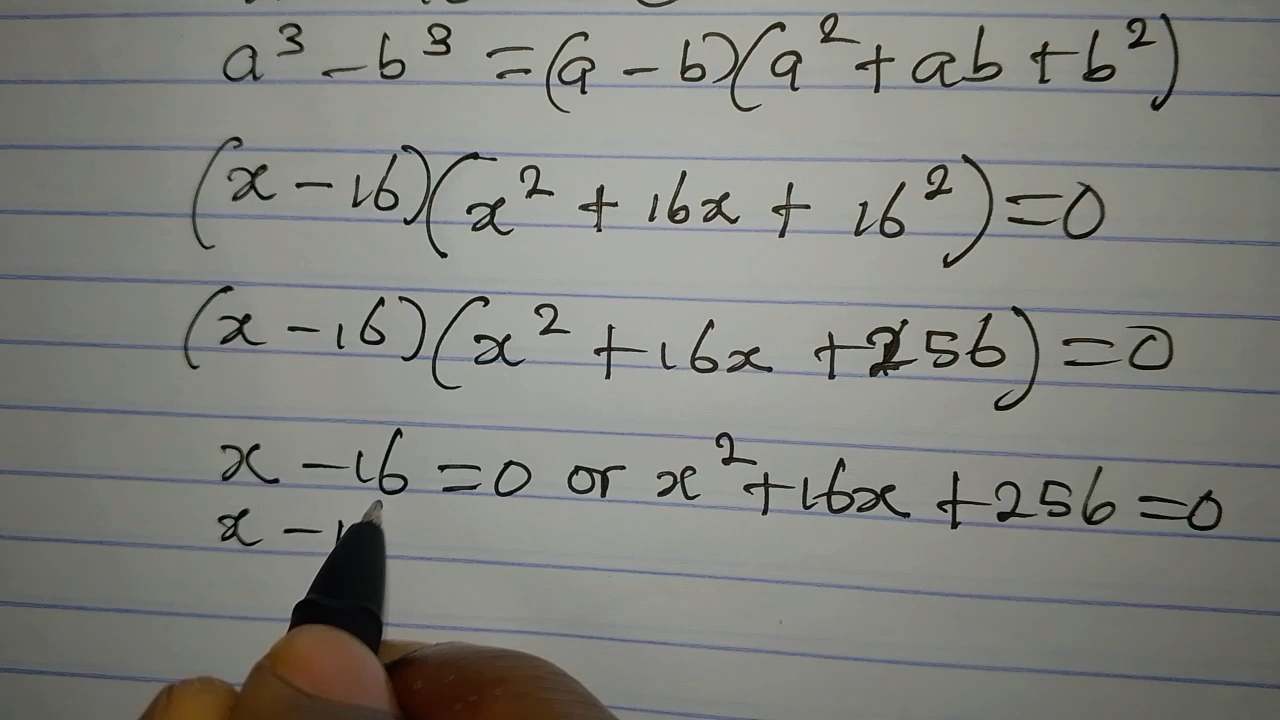 a³ - b³ = (a - b)(a² + ab + b²)
(x - 16)(x² + 16x + 16²) = 0
(x - 16)(x² + 16x + 256) = 0
x - 16 = 0 or x² + 16x + 256 = 0
x - 1